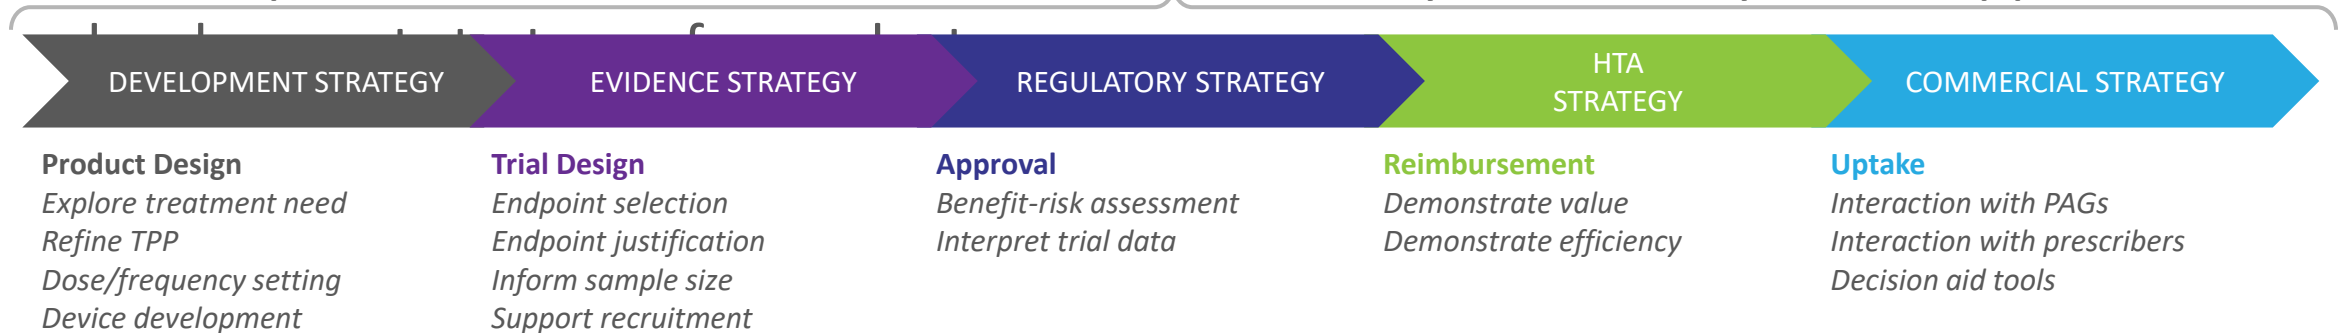 DEVELOPMENT STRATEGY
EVIDENCE STRATEGY
REGULATORY STRATEGY
HTA
STRATEGY
COMMERCIAL STRATEGY
Product Design
Explore treatment need
Refine TPP
Dose/frequency setting
Device development
Trial Design
Endpoint selection
Endpoint justification
Inform sample size
Support recruitment
Approval
Benefit-risk assessment
Interpret trial data
Reimbursement
Demonstrate value
Demonstrate efficiency
Uptake
Interaction with PAGs
Interaction with prescribers
Decision aid tools